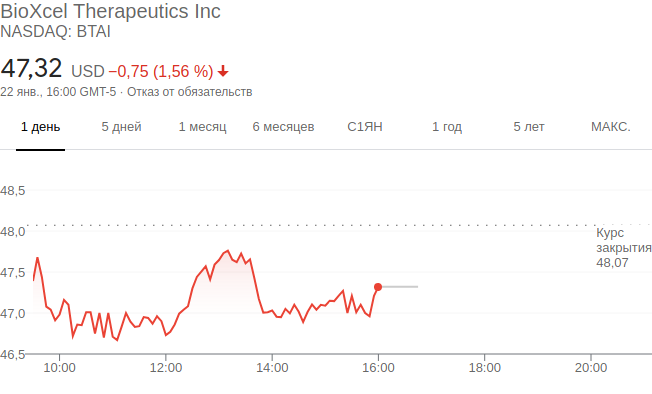 BioXcel Therapeutics Inc
NASDAQ: BTAI
47,32 USD −0,75 (1,56 %)
22 янв., 16:00 GMT-5 · Отказ от обязательств
1 день 5 дней 1 месяц 6 месяцев С1ЯН 1 год 5 лет МАКС.
48,5
48,0
47,5
47,0
46,5
Курс
закрытия
48,07
10:00 12:00 14:00 16:00 18:00 20:00